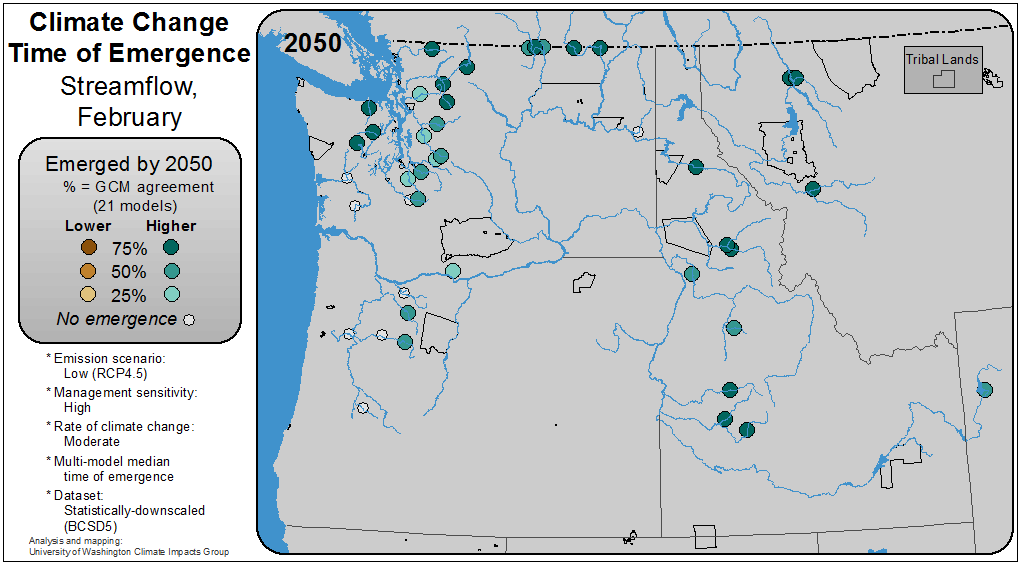 Climate Change
Time of Emergence
Streamflow,
February
Emerged by 2050
% = GCM agreement
(21 models)
Lower Higher
75%
50%
25%
No emergence
* Emission scenario:
Low (RCP4.5)
* Management sensitivity:
High
* Rate of climate change:
Moderate
* Multi-model median
time of emergence
* Dataset:
Statistically-downscaled
(BCSD5)
Analysis and mapping:
University of Washington Climate Impacts Group
2050
Tribal Lands